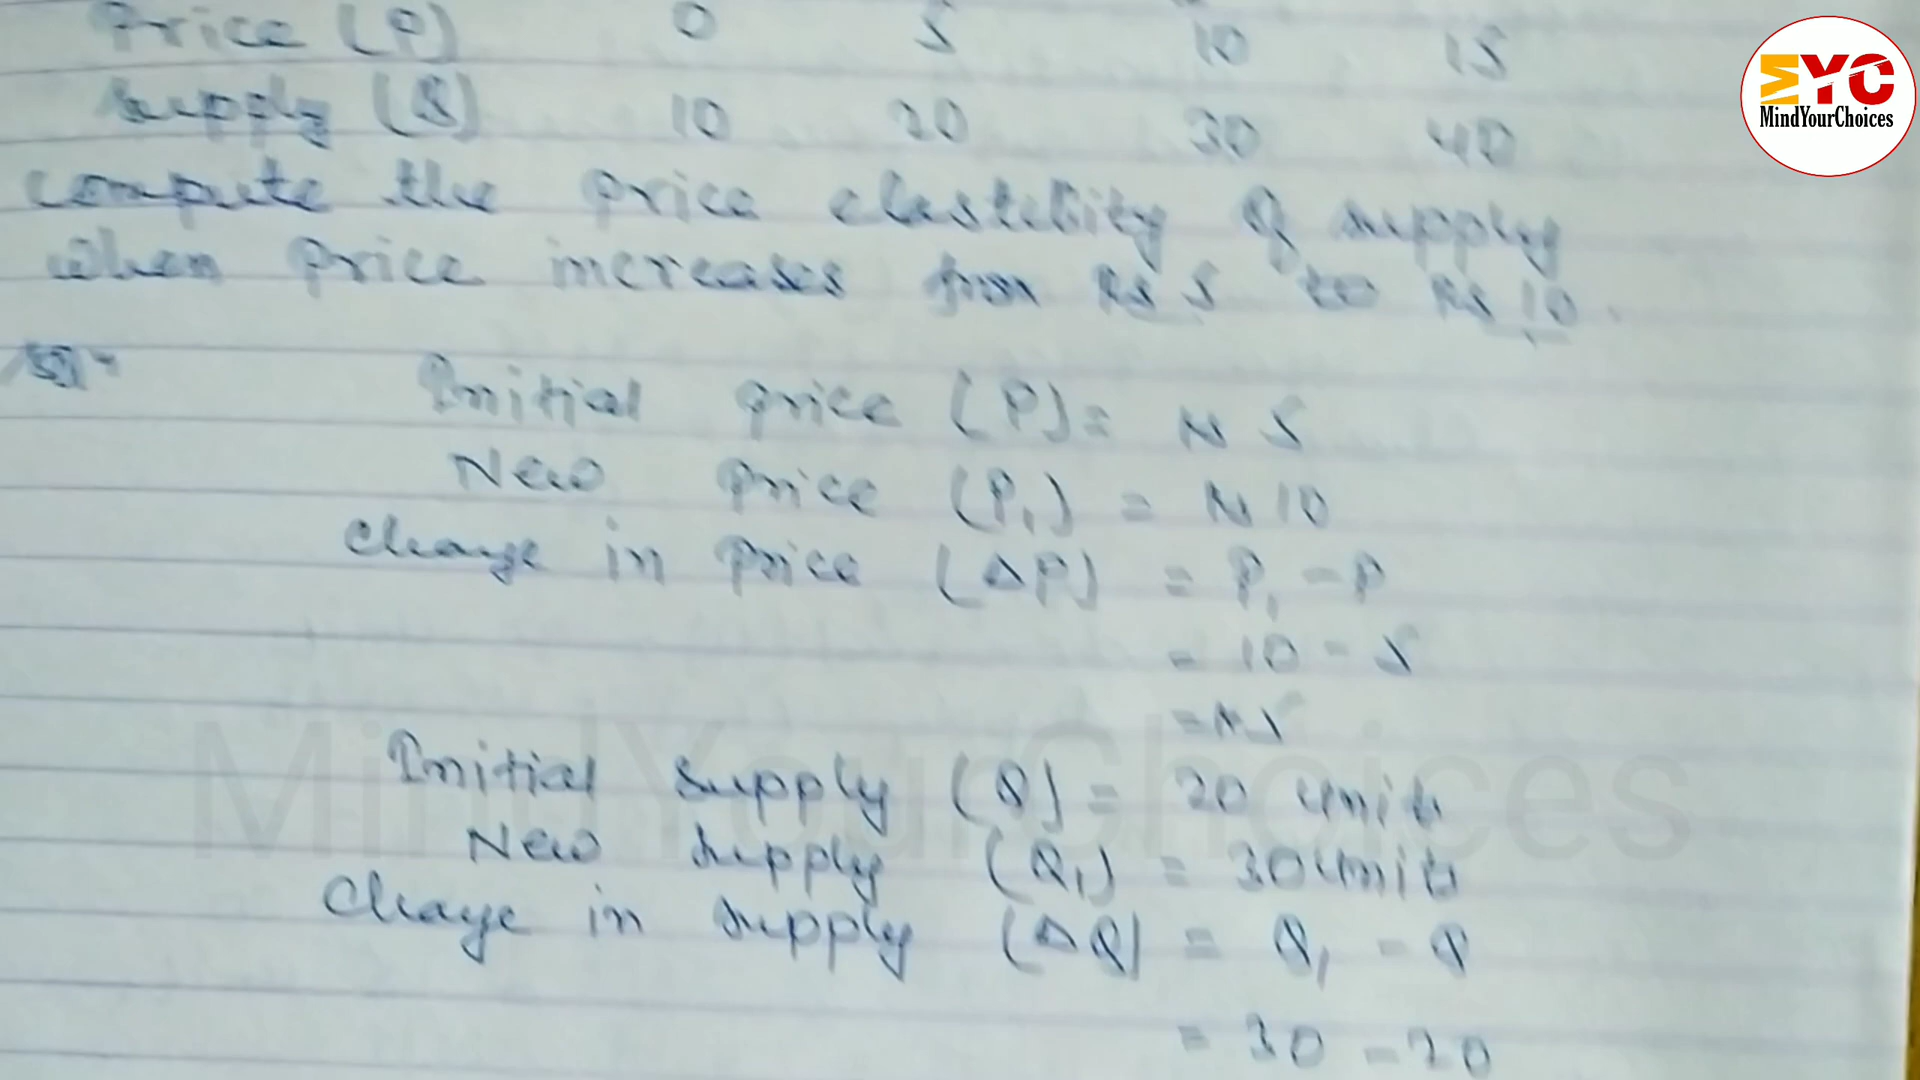 Price (P) 0 5 10 15
MYC
MindYourChoices
Supply (Q) 10 20 30 40
Compute the price elasticity of supply
when price increases from Rs 5 to Rs 10.
Initial price (P) = Rs 5
New price (P1) = Rs 10
Change in price (ΔP) = P1 - P
= 10 - 5
= Rs 5
MindYourChoices
Initial supply (Q) = 20 units
New supply (Q1) = 30 units
Change in supply (ΔQ) = Q1 - Q
= 30 - 20